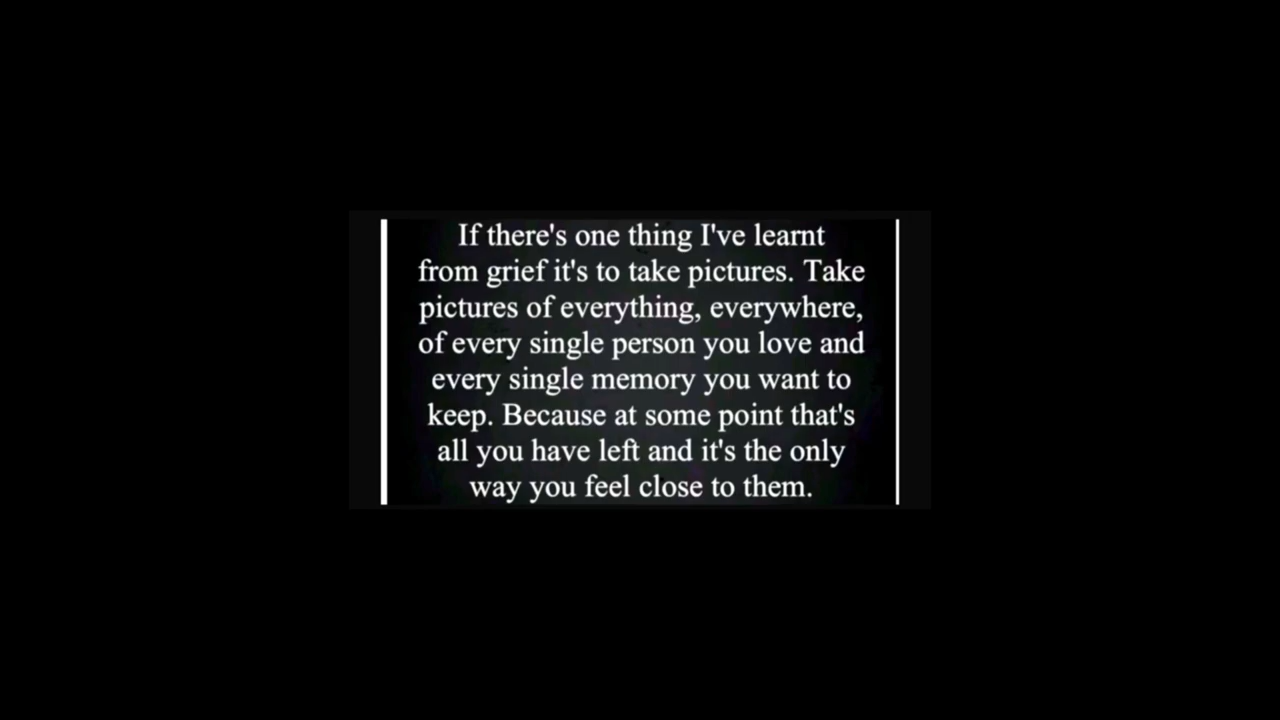 If there's one thing I've learnt
from grief it's to take pictures. Take
pictures of everything, everywhere,
of every single person you love and
every single memory you want to
keep. Because at some point that's
all you have left and it's the only
way you feel close to them.